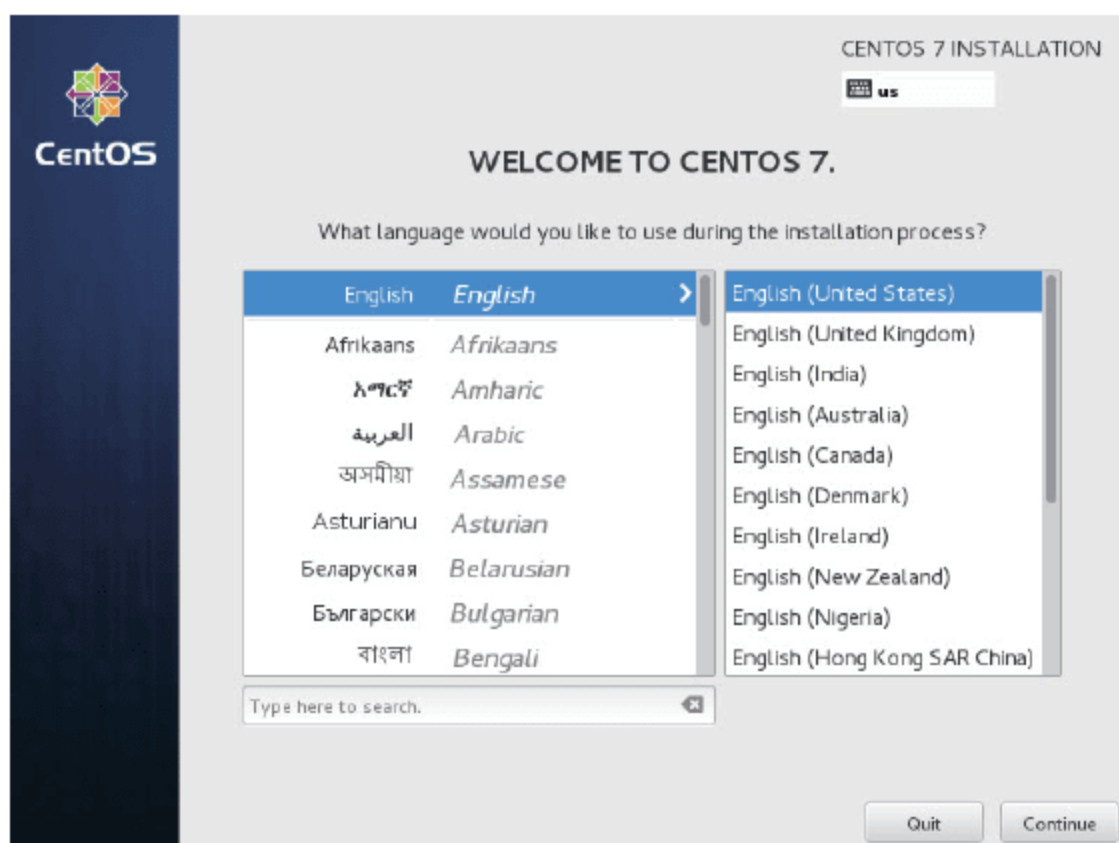 CENTOS 7 INSTALLATION
us
CentOS
WELCOME TO CENTOS 7.
What language would you like to use during the installation process?
English English
Afrikaans Afrikaans
አማርኛ Amharic
العربية Arabic
অসমীয়া Assamese
Asturianu Asturian
Беларуская Belarusian
Български Bulgarian
বাংলা Bengali
English (United States)
English (United Kingdom)
English (India)
English (Australia)
English (Canada)
English (Denmark)
English (Ireland)
English (New Zealand)
English (Nigeria)
English (Hong Kong SAR China)
Type here to search.
Quit Continue